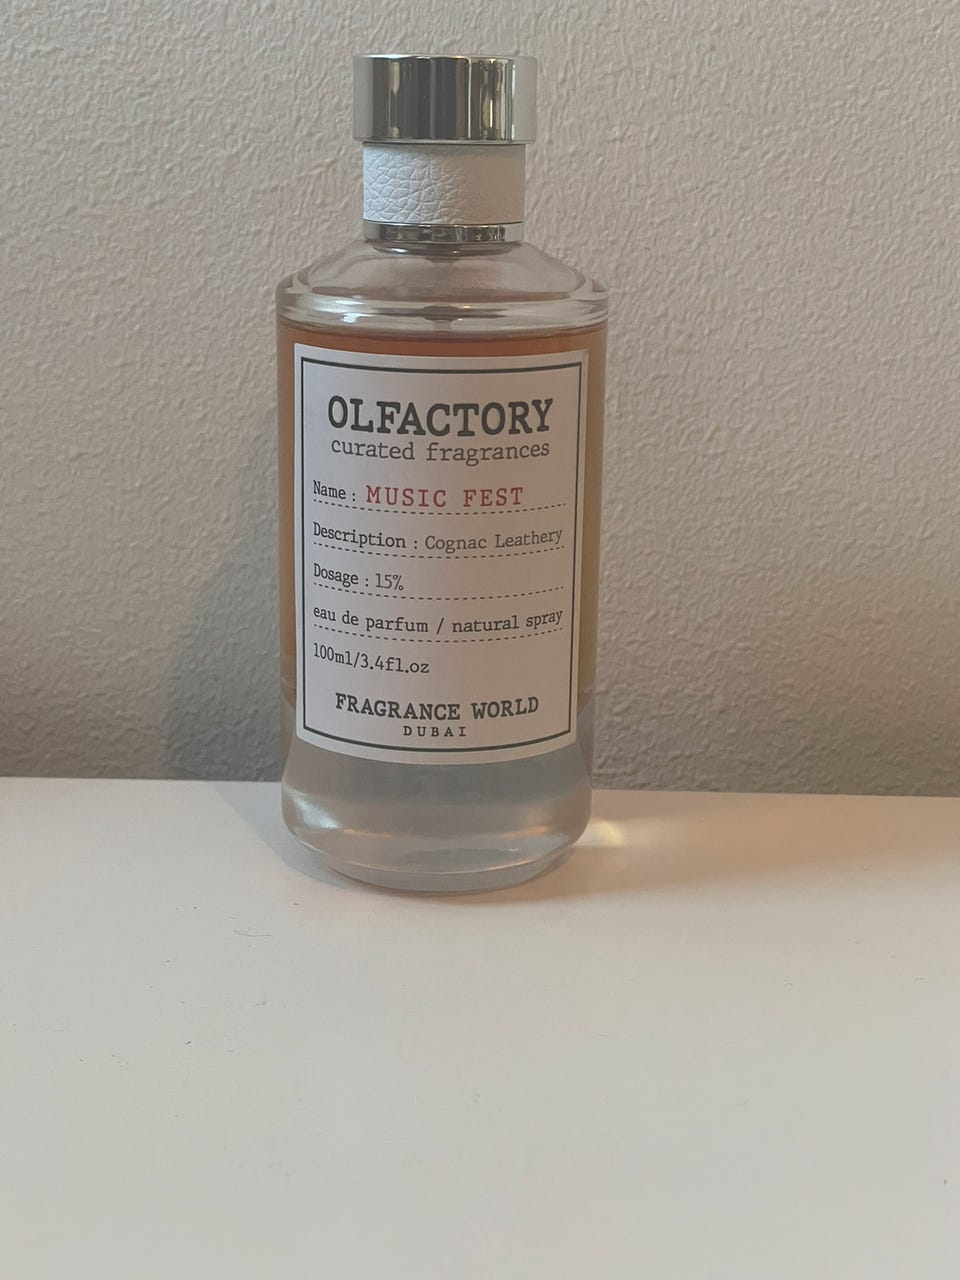 OLFACTORY
curated fragrances
Name : MUSIC FEST
Description : Cognac Leathery
Dosage : 15%
eau de parfum / natural spray
100ml/3.4fl.oz
FRAGRANCE WORLD
DUBAI